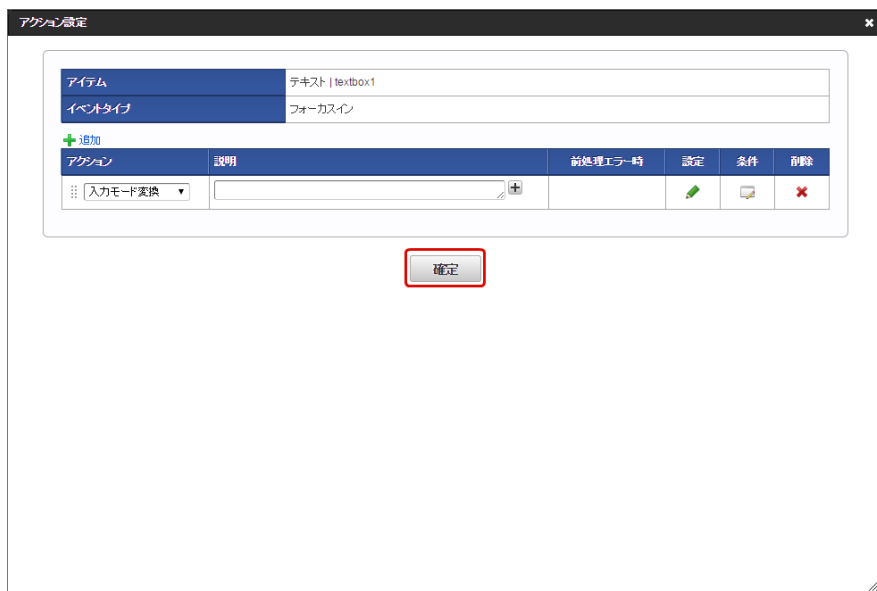 アクション設定
アイテム テキスト | textbox1
イベントタイプ フォーカスイン
追加
アクション 説明 前処理エラー時 設定 条件 削除
入力モード変換
確定